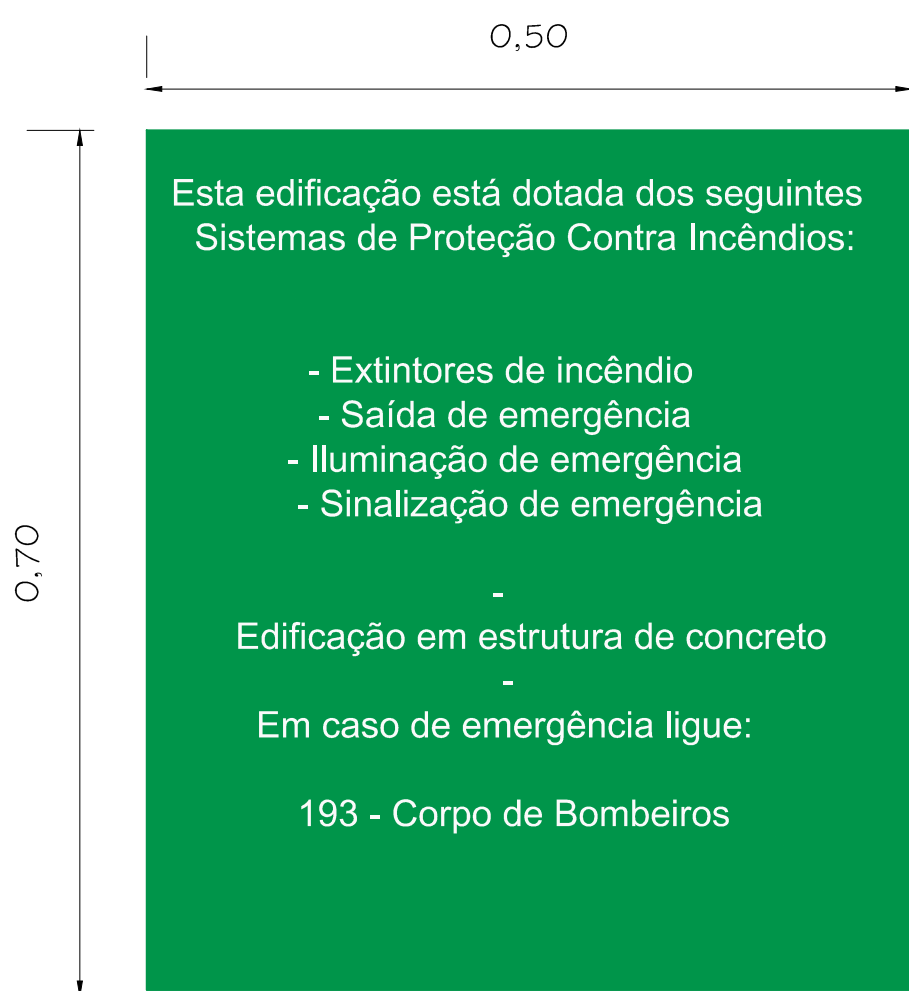 0,50
0,70
Esta edificação está dotada dos seguintes
Sistemas de Proteção Contra Incêndios:
- Extintores de incêndio
- Saída de emergência
- Iluminação de emergência
- Sinalização de emergência
-
Edificação em estrutura de concreto
-
Em caso de emergência ligue:
193 - Corpo de Bombeiros